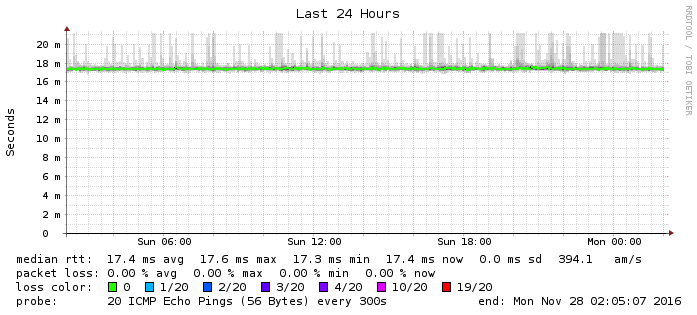 Last 24 Hours
RRDTOOL / TOBI OETIKER
Seconds
20 m
18 m
16 m
14 m
12 m
10 m
8 m
6 m
4 m
2 m
0
Sun 06:00 Sun 12:00 Sun 18:00 Mon 00:00
median rtt: 17.4 ms avg 17.6 ms max 17.3 ms min 17.4 ms now 0.0 ms sd 394.1 am/s
packet loss: 0.00 % avg 0.00 % max 0.00 % min 0.00 % now
loss color: 0 1/20 2/20 3/20 4/20 10/20 19/20
probe: 20 ICMP Echo Pings (56 Bytes) every 300s end: Mon Nov 28 02:05:07 2016